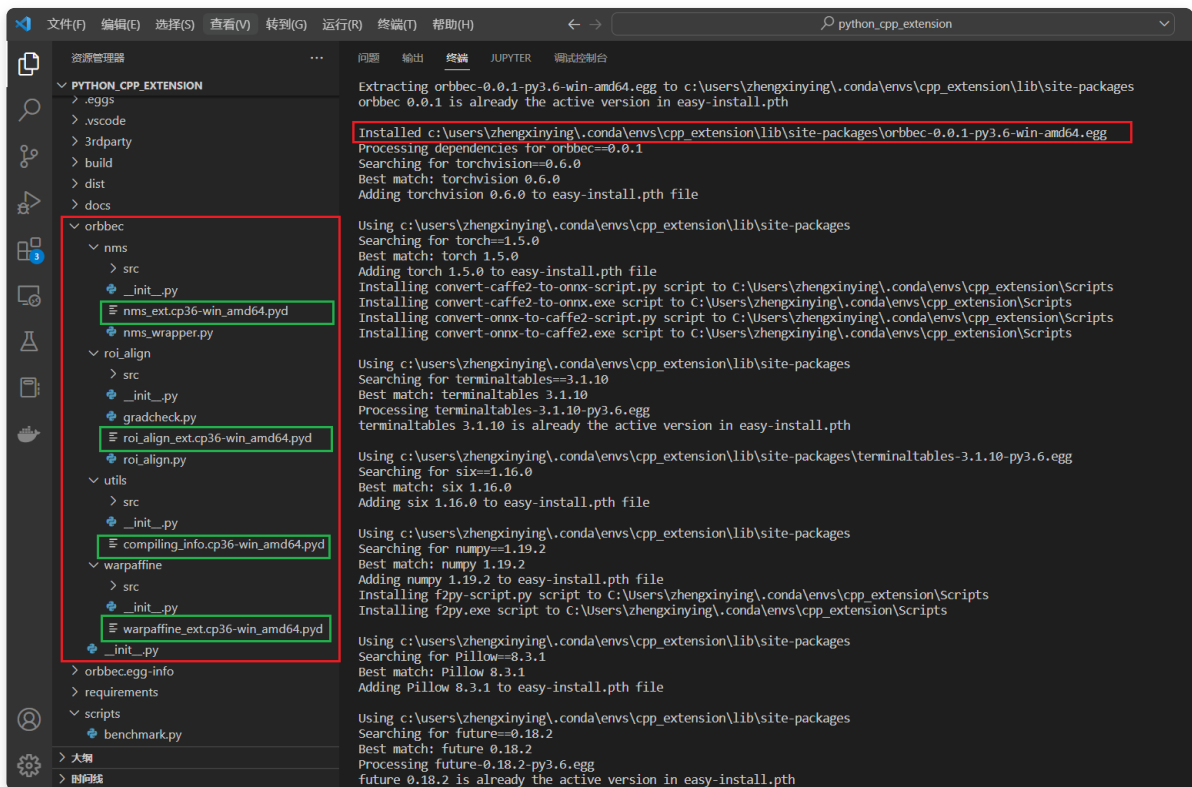 文件(F) 编辑(E) 选择(S) 查看(V) 转到(G) 运行(R) 终端(T) 帮助(H)
python_cpp_extension
资源管理器
PYTHON_CPP_EXTENSION
.eggs
.vscode
3rdparty
build
dist
docs
orbbec
nms
src
__init__.py
nms_ext.cp36-win_amd64.pyd
nms_wrapper.py
roi_align
src
__init__.py
gradcheck.py
roi_align_ext.cp36-win_amd64.pyd
roi_align.py
utils
src
__init__.py
compiling_info.cp36-win_amd64.pyd
warpaffine
src
__init__.py
warpaffine_ext.cp36-win_amd64.pyd
__init__.py
orbbec.egg-info
requirements
scripts
benchmark.py
大纲
时间线
3
问题 输出 终端 JUPYTER 调试控制台
Extracting orbbec-0.0.1-py3.6-win-amd64.egg to c:\users\zhengxinying\.conda\envs\cpp_extension\lib\site-packages
orbbec 0.0.1 is already the active version in easy-install.pth
Installed c:\users\zhengxinying\.conda\envs\cpp_extension\lib\site-packages\orbbec-0.0.1-py3.6-win-amd64.egg
Processing dependencies for orbbec==0.0.1
Searching for torchvision==0.6.0
Best match: torchvision 0.6.0
Adding torchvision 0.6.0 to easy-install.pth file
Using c:\users\zhengxinying\.conda\envs\cpp_extension\lib\site-packages
Searching for torch==1.5.0
Best match: torch 1.5.0
Adding torch 1.5.0 to easy-install.pth file
Installing convert-caffe2-to-onnx-script.py script to C:\Users\zhengxinying\.conda\envs\cpp_extension\Scripts
Installing convert-caffe2-to-onnx.exe script to C:\Users\zhengxinying\.conda\envs\cpp_extension\Scripts
Installing convert-onnx-to-caffe2-script.py script to C:\Users\zhengxinying\.conda\envs\cpp_extension\Scripts
Installing convert-onnx-to-caffe2.exe script to C:\Users\zhengxinying\.conda\envs\cpp_extension\Scripts
Using c:\users\zhengxinying\.conda\envs\cpp_extension\lib\site-packages
Searching for terminaltables==3.1.10
Best match: terminaltables 3.1.10
Processing terminaltables-3.1.10-py3.6.egg
terminaltables 3.1.10 is already the active version in easy-install.pth
Using c:\users\zhengxinying\.conda\envs\cpp_extension\lib\site-packages\terminaltables-3.1.10-py3.6.egg
Searching for six==1.16.0
Best match: six 1.16.0
Adding six 1.16.0 to easy-install.pth file
Using c:\users\zhengxinying\.conda\envs\cpp_extension\lib\site-packages
Searching for numpy==1.19.2
Best match: numpy 1.19.2
Adding numpy 1.19.2 to easy-install.pth file
Installing f2py-script.py script to C:\Users\zhengxinying\.conda\envs\cpp_extension\Scripts
Installing f2py.exe script to C:\Users\zhengxinying\.conda\envs\cpp_extension\Scripts
Using c:\users\zhengxinying\.conda\envs\cpp_extension\lib\site-packages
Searching for Pillow==8.3.1
Best match: Pillow 8.3.1
Adding Pillow 8.3.1 to easy-install.pth file
Using c:\users\zhengxinying\.conda\envs\cpp_extension\lib\site-packages
Searching for future==0.18.2
Best match: future 0.18.2
Processing future-0.18.2-py3.6.egg
future 0.18.2 is already the active version in easy-install.pth